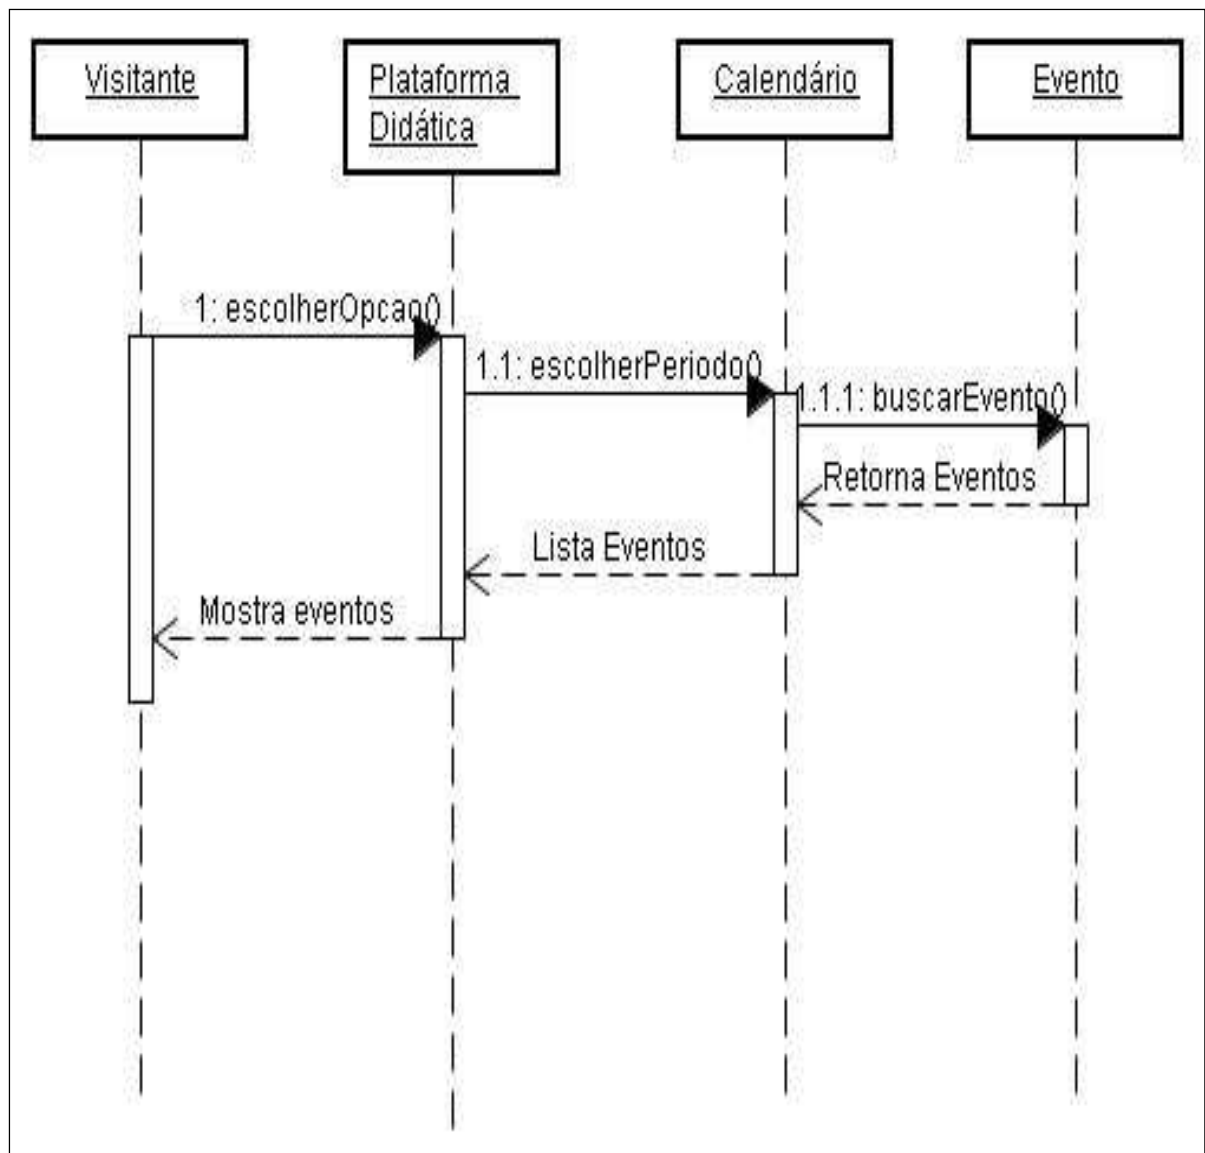 Visitante
Plataforma
Didática
Calendário
Evento
1: escolherOpcao()
1.1: escolherPeriodo()
1.1.1: buscarEvento()
Retorna Eventos
Lista Eventos
Mostra eventos